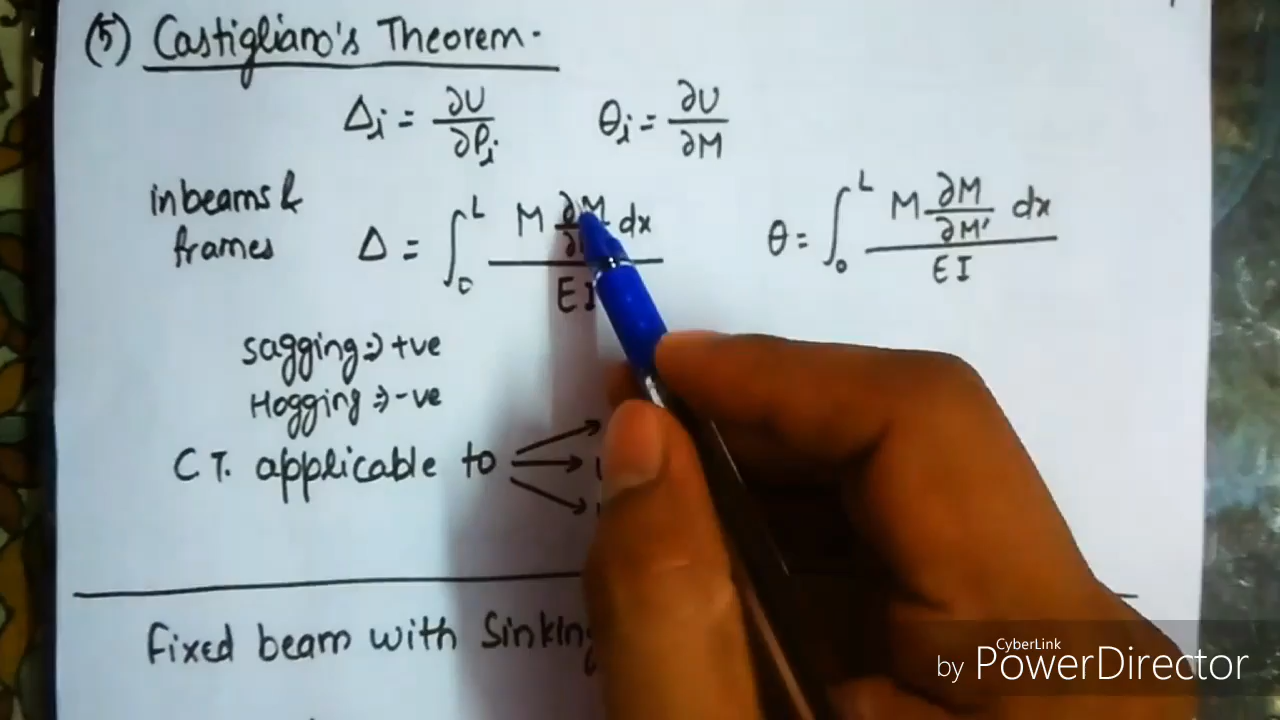 (5) Castigliano's Theorem-
Δi = ∂U/∂Pi θi = ∂U/∂M
in beams &
frames Δ = ∫₀ᴸ M ∂M/∂ dx / EI θ = ∫₀ᴸ M ∂M/∂M' dx / EI
Sagging ⇒ +ve
Hogging ⇒ -ve
C.T. applicable to
Fixed beam with
CyberLink
by PowerDirector